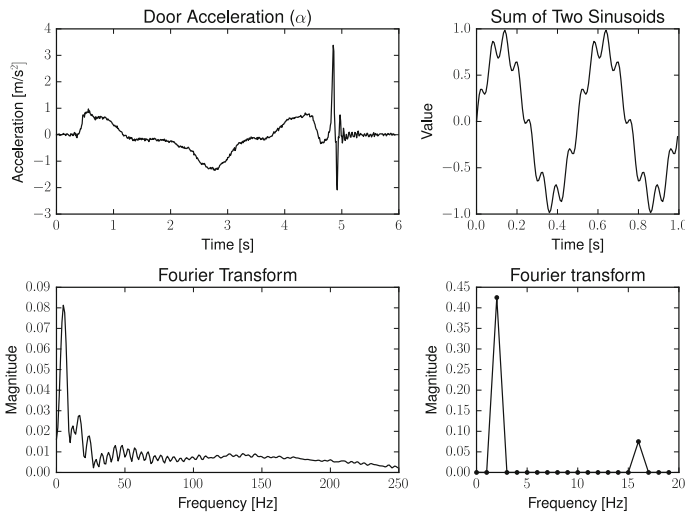 Door Acceleration (α)
Acceleration [m/s²]
4
3
2
1
0
−1
−2
−3
0 1 2 3 4 5 6
Time [s]
Sum of Two Sinusoids
Value
1.0
0.5
0.0
−0.5
−1.0
0.0 0.2 0.4 0.6 0.8 1.0
Time [s]
Fourier Transform
Magnitude
0.09
0.08
0.07
0.06
0.05
0.04
0.03
0.02
0.01
0.00
0 50 100 150 200 250
Frequency [Hz]
Fourier transform
Magnitude
0.45
0.40
0.35
0.30
0.25
0.20
0.15
0.10
0.05
0.00
0 5 10 15 20
Frequency [Hz]